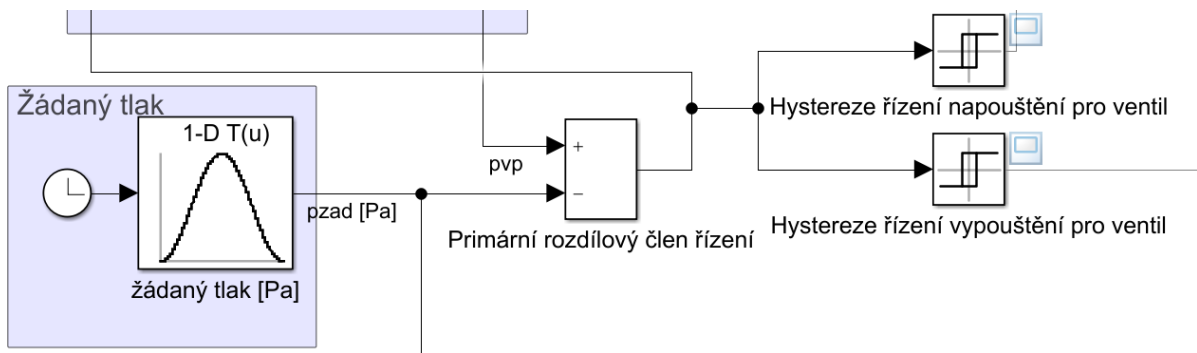 Žádaný tlak
1-D T(u)
pzad [Pa]
žádaný tlak [Pa]
pvp
+
−
Primární rozdílový člen řízení
Hystereze řízení napouštění pro ventil
Hystereze řízení vypouštění pro ventil